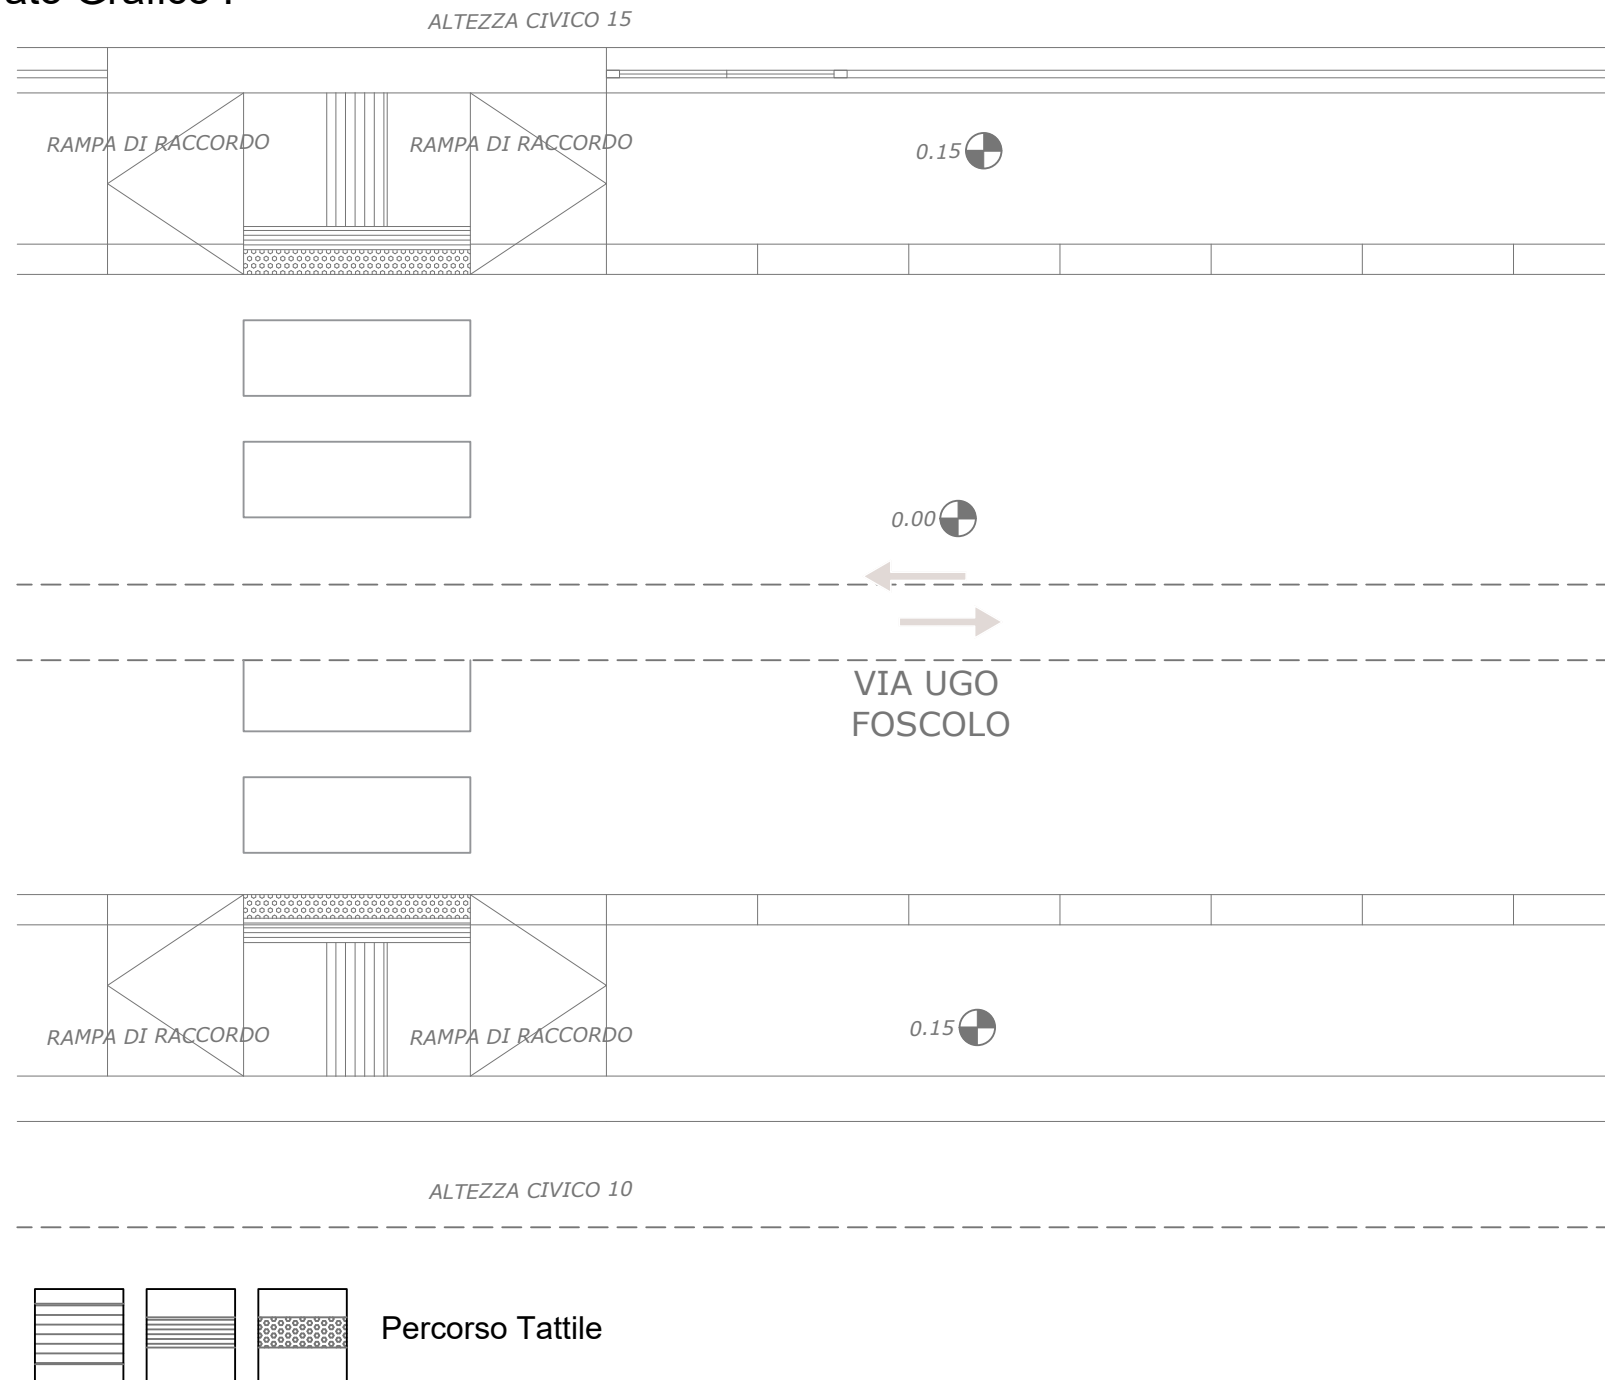 Grafico :
ALTEZZA CIVICO 15
RAMPA DI RACCORDO
RAMPA DI RACCORDO
0.15
0.00
VIA UGO
FOSCOLO
RAMPA DI RACCORDO
RAMPA DI RACCORDO
0.15
ALTEZZA CIVICO 10
Percorso Tattile